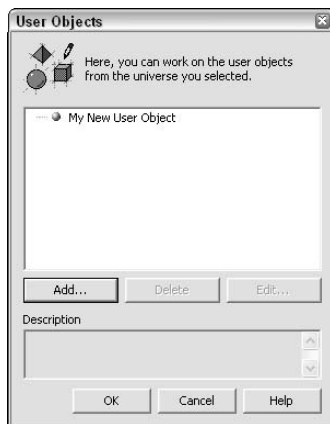 User Objects
Here, you can work on the user objects
from the universe you selected.
My New User Object
Add...
Delete
Edit...
Description
OK
Cancel
Help